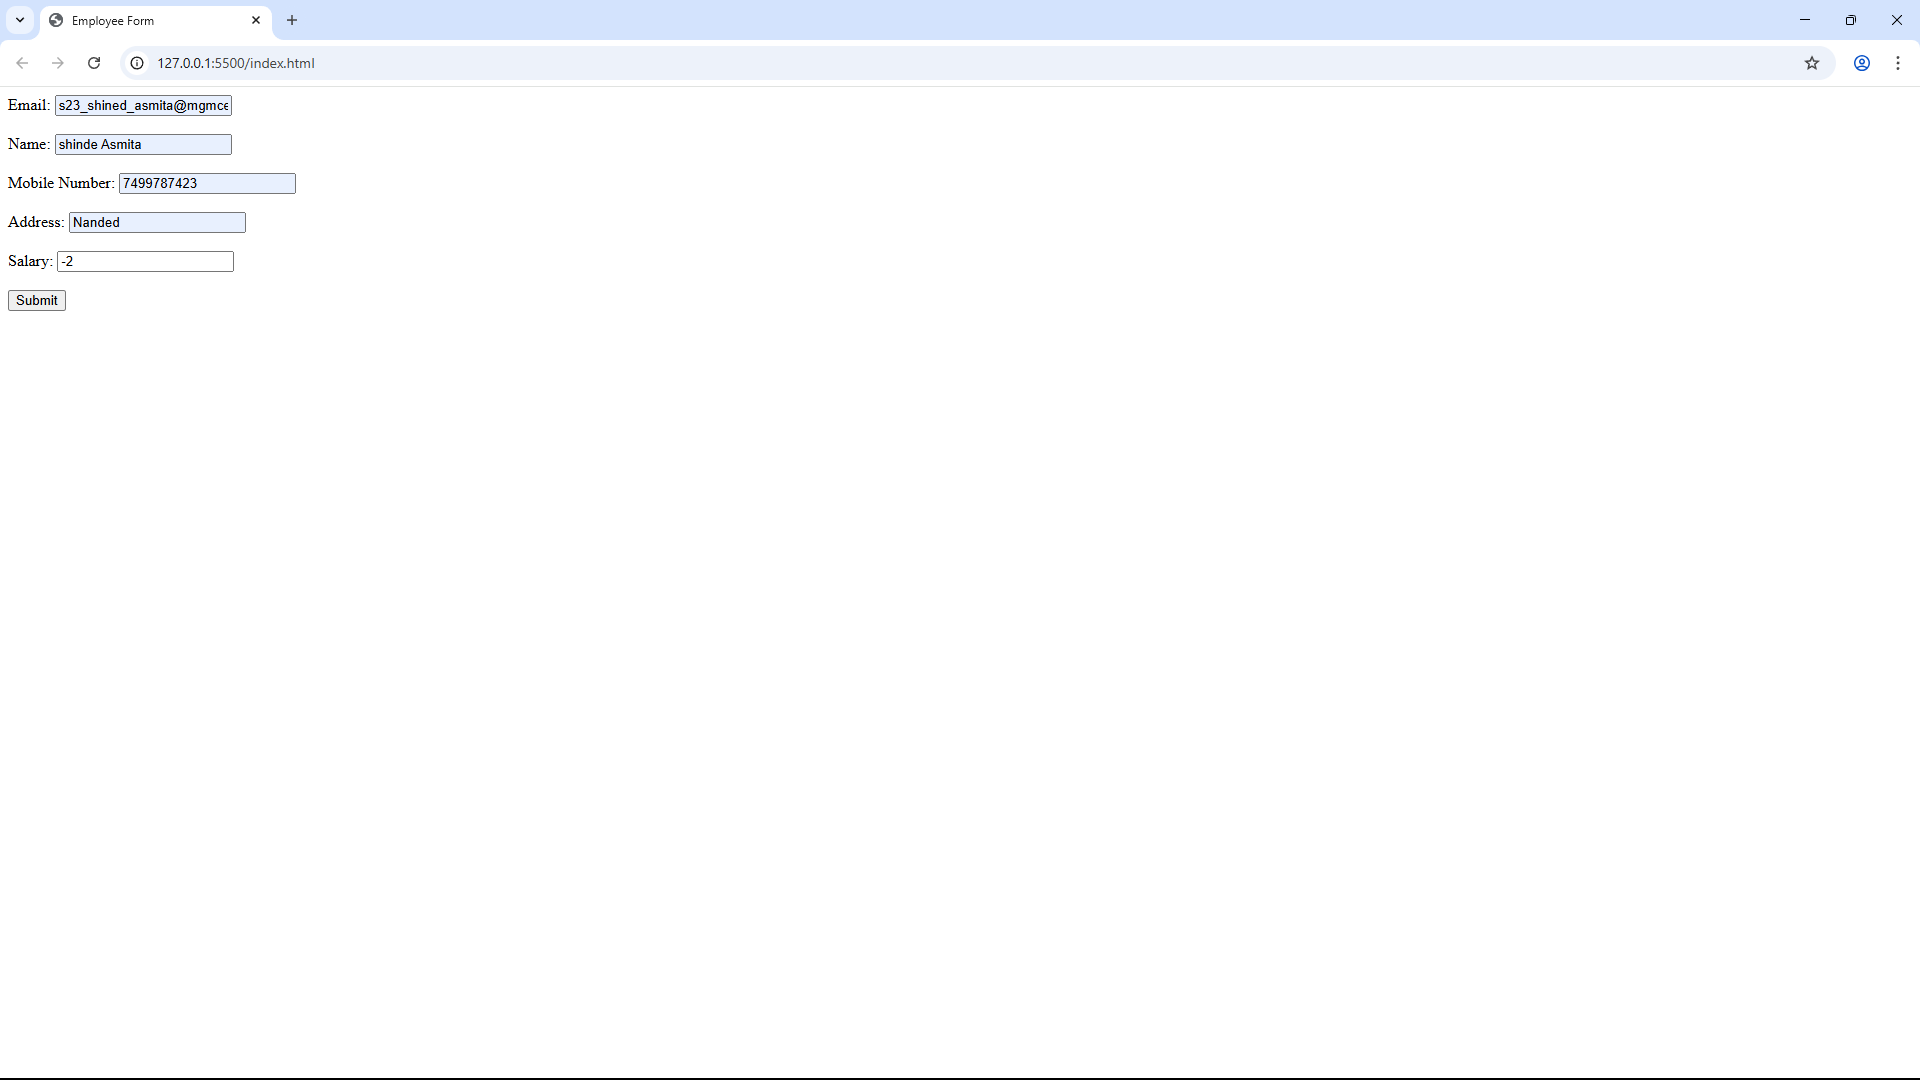 Employee Form
127.0.0.1:5500/index.html
Email: s23_shined_asmita@mgmce
Name: shinde Asmita
Mobile Number: 7499787423
Address: Nanded
Salary: -2
Submit